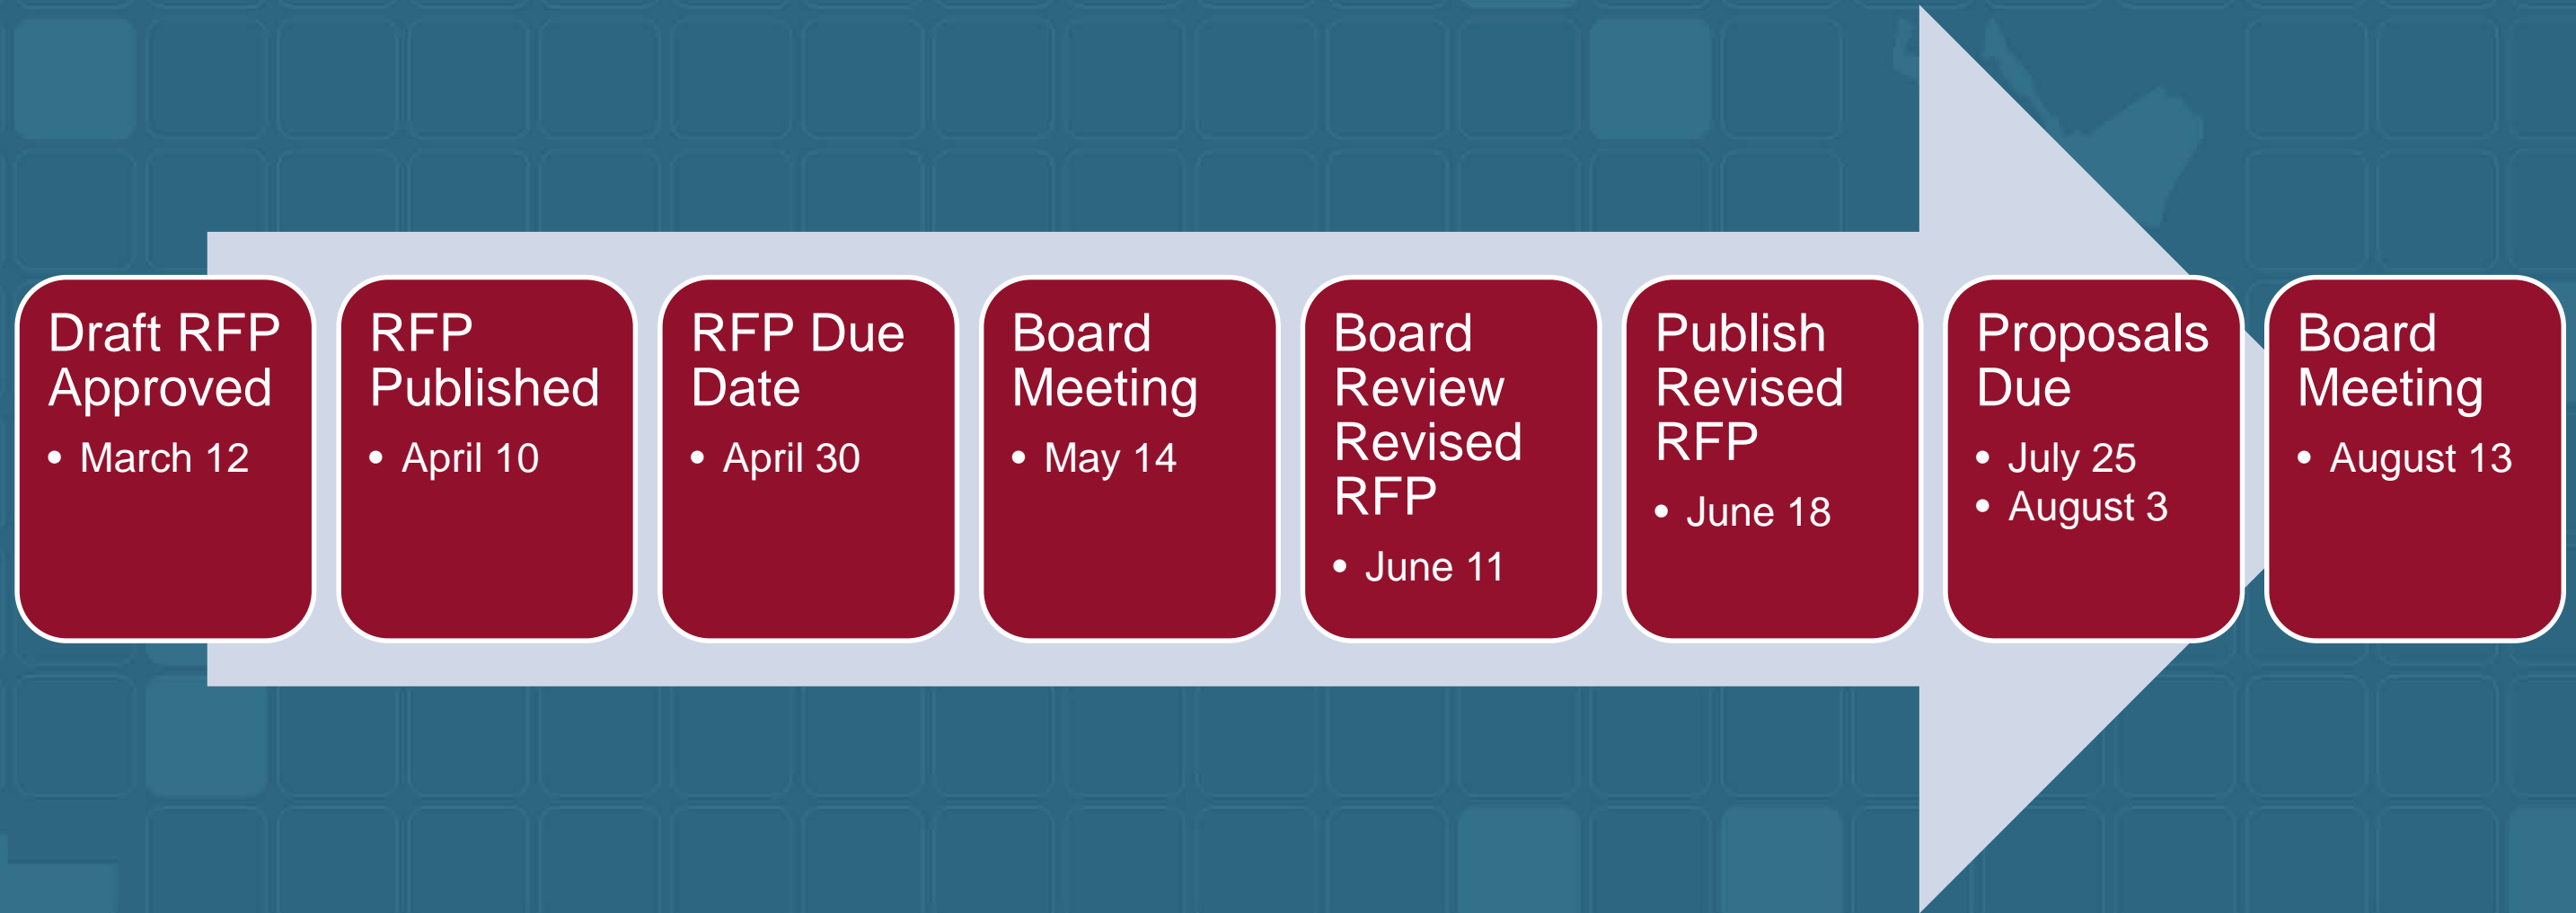 Draft RFP
Approved
• March 12
RFP
Published
• April 10
RFP Due
Date
• April 30
Board
Meeting
• May 14
Board
Review
Revised
RFP
• June 11
Publish
Revised
RFP
• June 18
Proposals
Due
• July 25
• August 3
Board
Meeting
• August 13